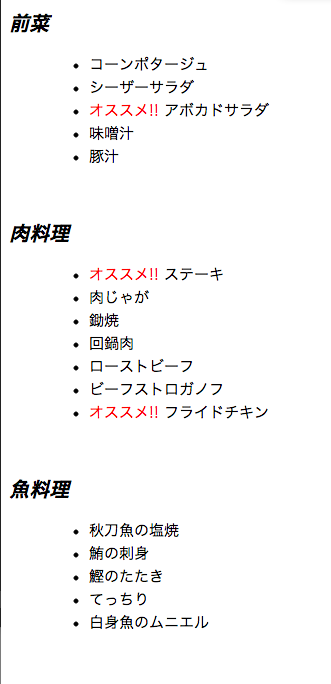 前菜
コーンポタージュ
シーザーサラダ
オススメ!! アボカドサラダ
味噌汁
豚汁
肉料理
オススメ!! ステーキ
肉じゃが
鋤焼
回鍋肉
ローストビーフ
ビーフストロガノフ
オススメ!! フライドチキン
魚料理
秋刀魚の塩焼
鮪の刺身
鰹のたたき
てっちり
白身魚のムニエル